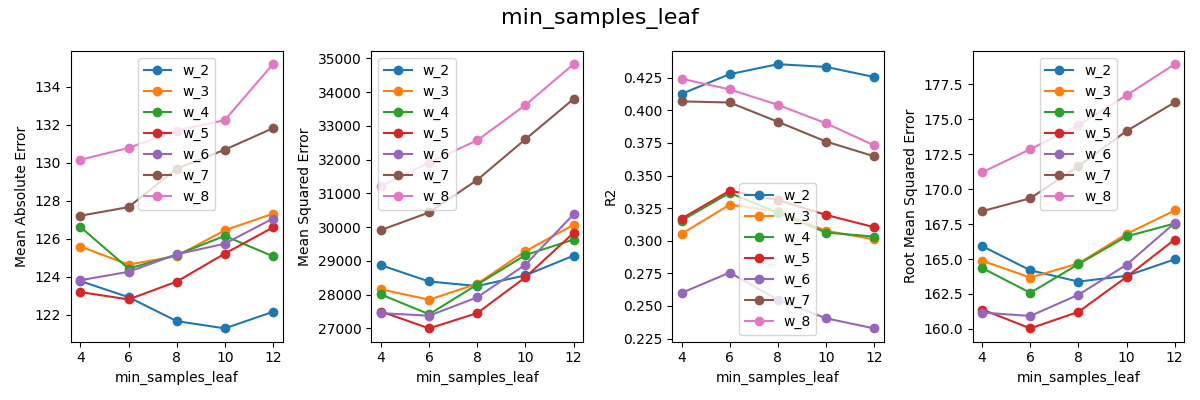 min_samples_leaf
Mean Absolute Error
134
132
130
128
126
124
122
w_2
w_3
w_4
w_5
w_6
w_7
w_8
4 6 8 10 12
min_samples_leaf
Mean Squared Error
35000
34000
33000
32000
31000
30000
29000
28000
27000
w_2
w_3
w_4
w_5
w_6
w_7
w_8
4 6 8 10 12
min_samples_leaf
R2
0.425
0.400
0.375
0.350
0.325
0.300
0.275
0.250
0.225
w_2
w_3
w_4
w_5
w_6
w_7
w_8
4 6 8 10 12
min_samples_leaf
Root Mean Squared Error
177.5
175.0
172.5
170.0
167.5
165.0
162.5
160.0
w_2
w_3
w_4
w_5
w_6
w_7
w_8
4 6 8 10 12
min_samples_leaf